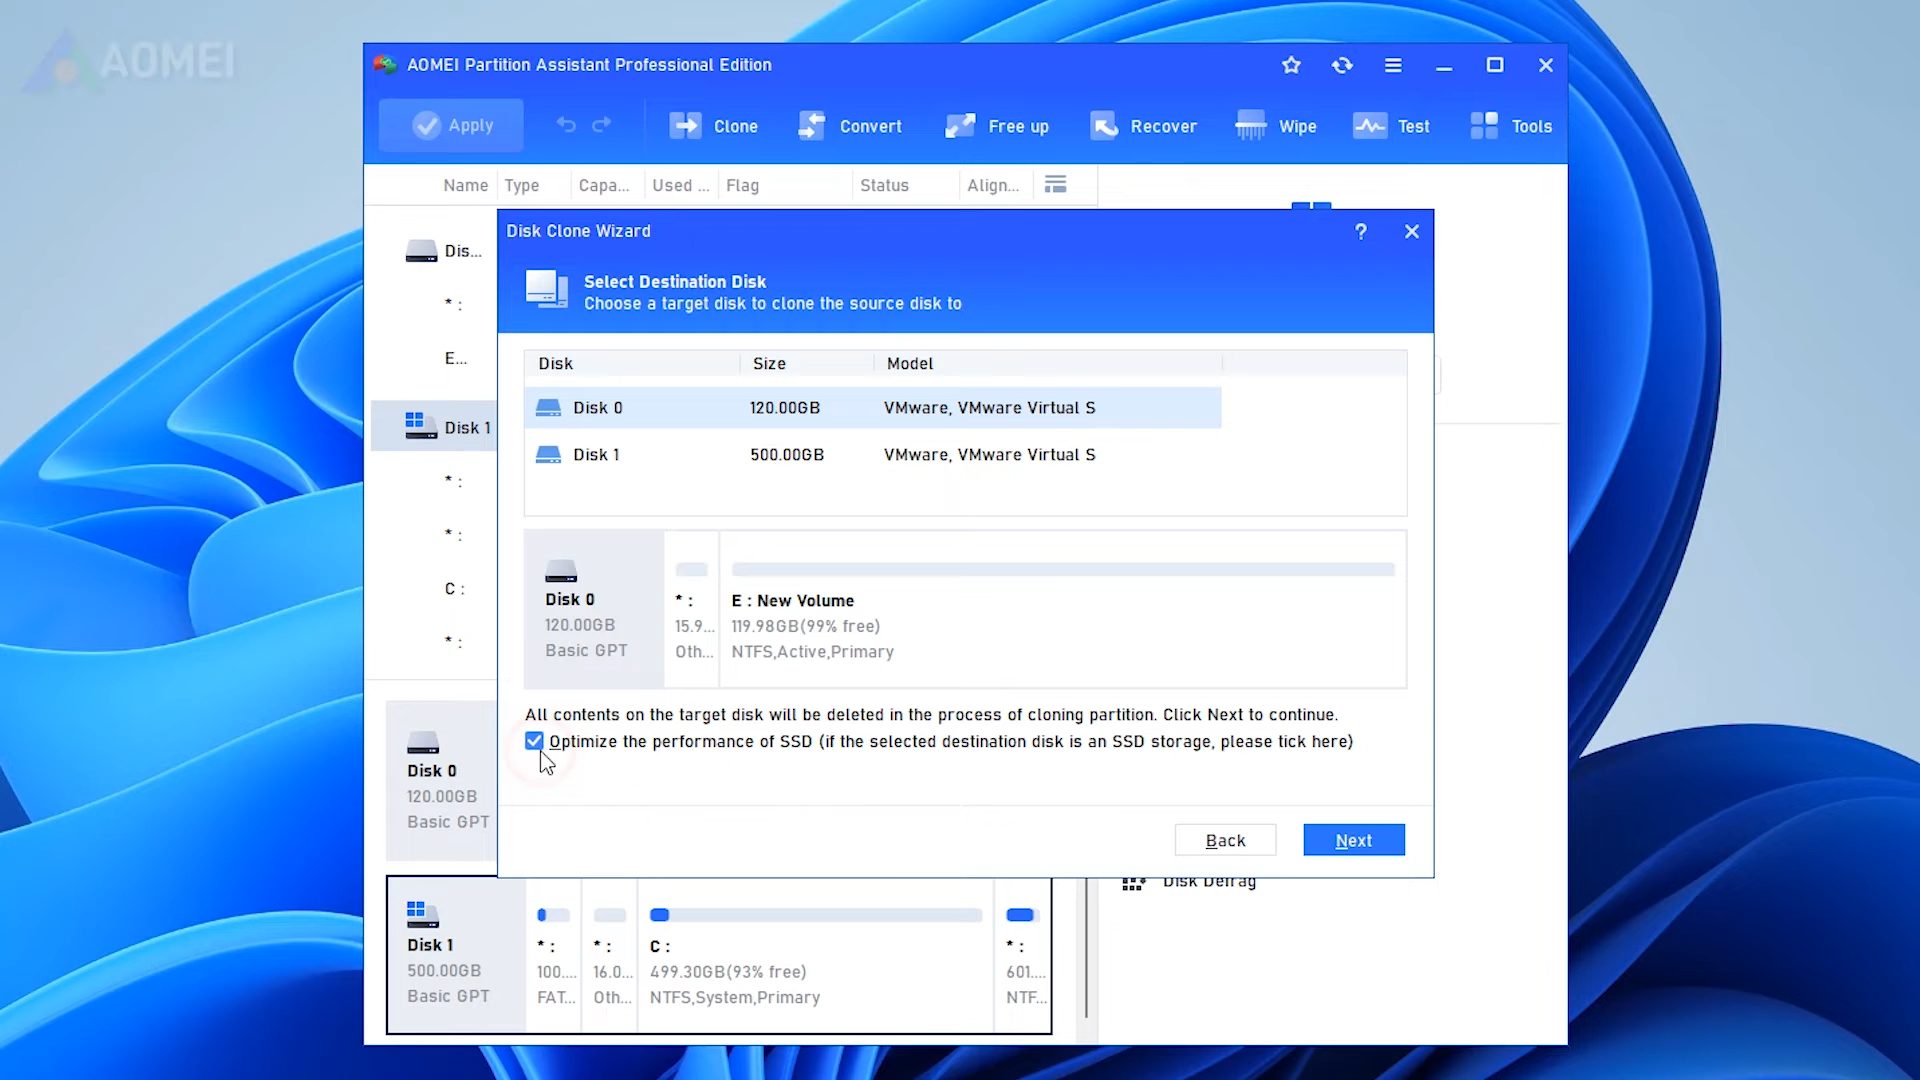 AOMEI
AOMEI Partition Assistant Professional Edition
Apply Clone Convert Free up Recover Wipe Test Tools
Name Type Capa... Used ... Flag Status Align...
Dis...
* :
E...
Disk 1
* :
* :
C :
* :
Disk Clone Wizard ?
Select Destination Disk
Choose a target disk to clone the source disk to
Disk Size Model
Disk 0 120.00GB VMware, VMware Virtual S
Disk 1 500.00GB VMware, VMware Virtual S
Disk 0
120.00GB
Basic GPT
* :
15.9...
Oth...
E : New Volume
119.98GB(99% free)
NTFS,Active,Primary
All contents on the target disk will be deleted in the process of cloning partition. Click Next to continue.
Optimize the performance of SSD (if the selected destination disk is an SSD storage, please tick here)
Back Next
Disk 0
120.00GB
Basic GPT
Disk 1
500.00GB
Basic GPT
* :
100....
FAT...
* :
16.0...
Oth...
C :
499.30GB(93% free)
NTFS,System,Primary
* :
601....
NTF...
Disk Defrag